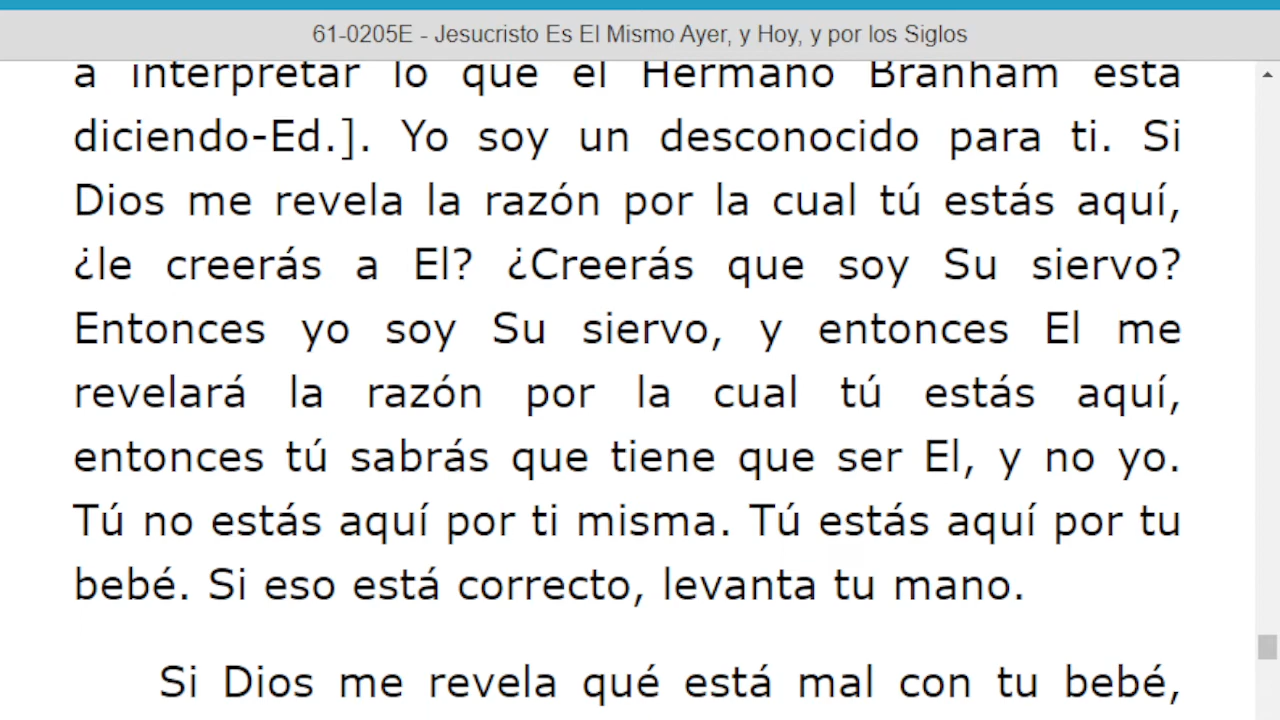 61-0205E - Jesucristo Es El Mismo Ayer, y Hoy, y por los Siglos
a interpretar lo que el Hermano Branham está
diciendo-Ed.]. Yo soy un desconocido para ti. Si
Dios me revela la razón por la cual tú estás aquí,
¿le creerás a El? ¿Creerás que soy Su siervo?
Entonces yo soy Su siervo, y entonces El me
revelará la razón por la cual tú estás aquí,
entonces tú sabrás que tiene que ser El, y no yo.
Tú no estás aquí por ti misma. Tú estás aquí por tu
bebé. Si eso está correcto, levanta tu mano.
Si Dios me revela qué está mal con tu bebé,